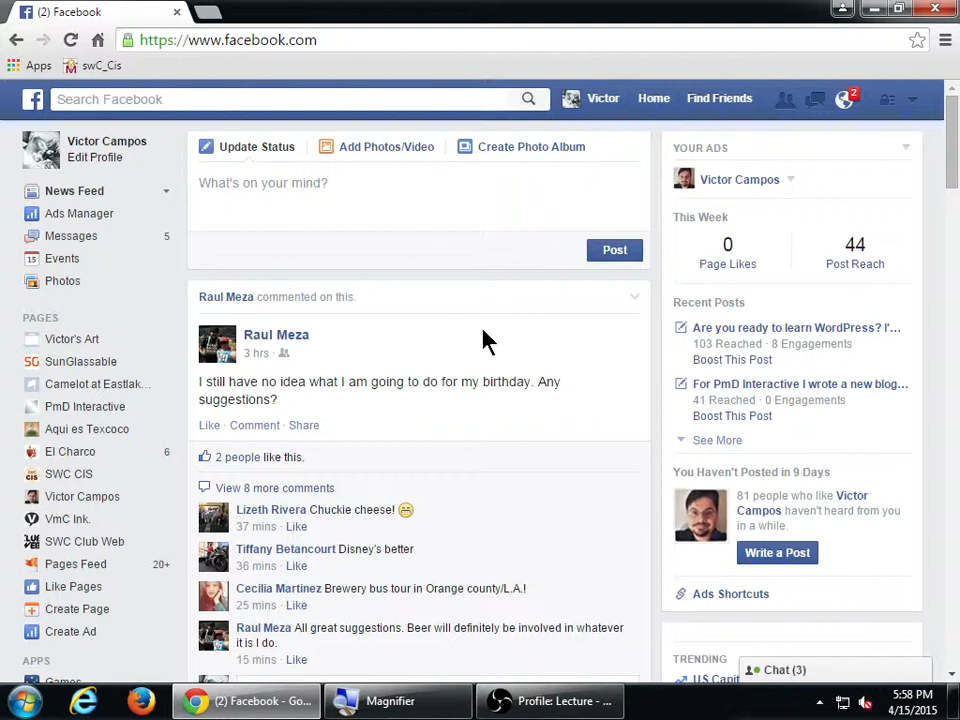 (2) Facebook
https://www.facebook.com
Apps swC_Cis
Search Facebook
Victor Home Find Friends 2
Victor Campos
Edit Profile
News Feed
Ads Manager
Messages 5
Events
Photos
PAGES
Victor's Art
SunGlassable
Camelot at Eastlak...
PmD Interactive
Aqui es Texcoco
El Charco 6
SWC CIS
Victor Campos
VmC Ink.
SWC Club Web
Pages Feed 20+
Like Pages
Create Page
Create Ad
APPS
Games
Update Status Add Photos/Video Create Photo Album
What's on your mind?
Post
Raul Meza commented on this.
Raul Meza
3 hrs ·
I still have no idea what I am going to do for my birthday. Any
suggestions?
Like · Comment · Share
2 people like this.
View 8 more comments
Lizeth Rivera Chuckie cheese!
37 mins · Like
Tiffany Betancourt Disney's better
36 mins · Like
Cecilia Martinez Brewery bus tour in Orange county/L.A.!
25 mins · Like
Raul Meza All great suggestions. Beer will definitely be involved in whatever
it is I do.
15 mins · Like
YOUR ADS
Victor Campos
This Week
0 44
Page Likes Post Reach
Recent Posts
Are you ready to learn WordPress? I'...
103 Reached · 8 Engagements
Boost This Post
For PmD Interactive I wrote a new blog...
41 Reached · 0 Engagements
Boost This Post
See More
You Haven't Posted in 9 Days
81 people who like Victor
Campos haven't heard from you
in a while.
Write a Post
Ads Shortcuts
TRENDING
US Capit
Chat (3)
(2) Facebook - Go... Magnifier Profile: Lecture - ...
5:58 PM
4/15/2015